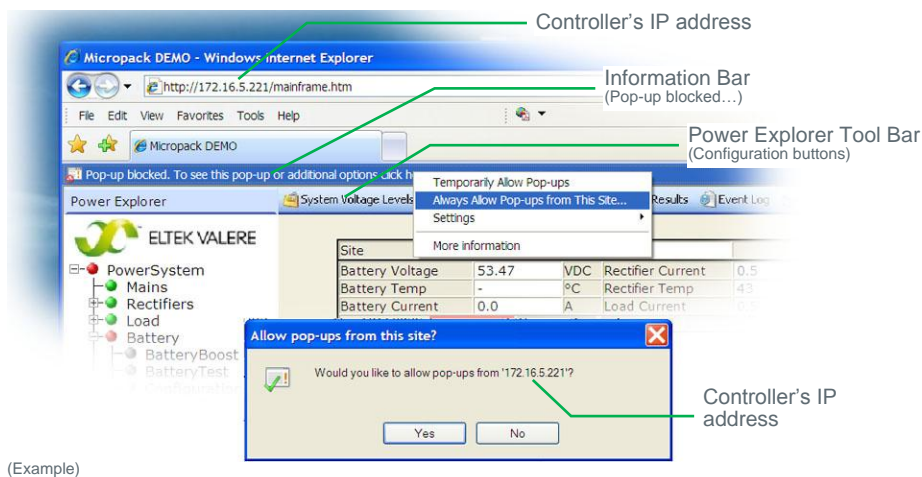 Controller's IP address
Micropack DEMO - Windows Internet Explorer
http://172.16.5.221/mainframe.htm
Information Bar
(Pop-up blocked…)
File Edit View Favorites Tools Help
Micropack DEMO
Power Explorer Tool Bar
(Configuration buttons)
Pop-up blocked. To see this pop-up or additional options click
Temporarily Allow Pop-ups
Always Allow Pop-ups from This Site...
Settings
More information
Power Explorer
System Voltage Levels
Results
Event Log
ELTEK VALERE
Site
PowerSystem
Battery Voltage 53.47 VDC Rectifier Current 0.5
Mains
Battery Temp - °C Rectifier Temp 43
Rectifiers
Battery Current 0.0 A Load Current
Load
Battery
BatteryBoost
BatteryTest
Allow pop-ups from this site?
Would you like to allow pop-ups from '172.16.5.221'?
Yes No
Controller's IP
address
(Example)